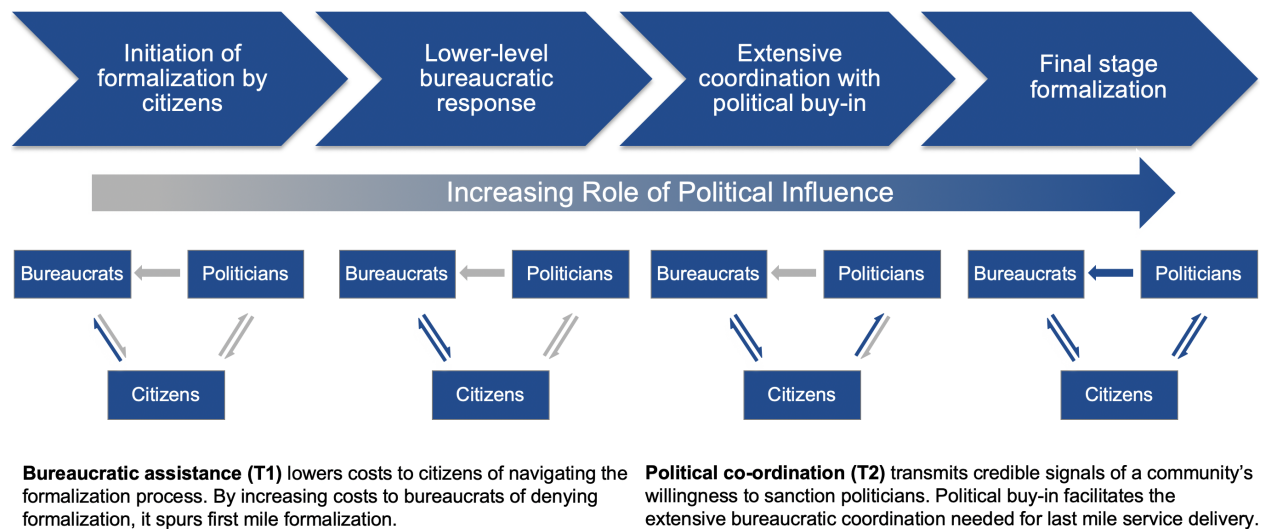 Initiation of
formalization by
citizens
Lower-level
bureaucratic
response
Extensive
coordination with
political buy-in
Final stage
formalization
Increasing Role of Political Influence
Bureaucrats
Politicians
Citizens
Bureaucrats
Politicians
Citizens
Bureaucrats
Politicians
Citizens
Bureaucrats
Politicians
Citizens
Bureaucratic assistance (T1) lowers costs to citizens of navigating the
formalization process. By increasing costs to bureaucrats of denying
formalization, it spurs first mile formalization.
Political co-ordination (T2) transmits credible signals of a community’s
willingness to sanction politicians. Political buy-in facilitates the
extensive bureaucratic coordination needed for last mile service delivery.